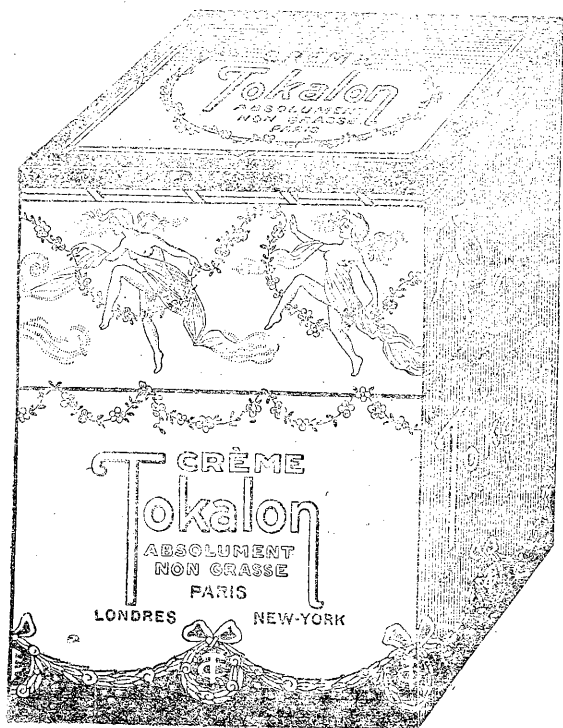 CRÈME
Tokalon
ABSOLUMENT
NON GRASSE
PARIS
CRÈME
Tokalon
ABSOLUMENT
NON GRASSE
PARIS
LONDRES NEW-YORK